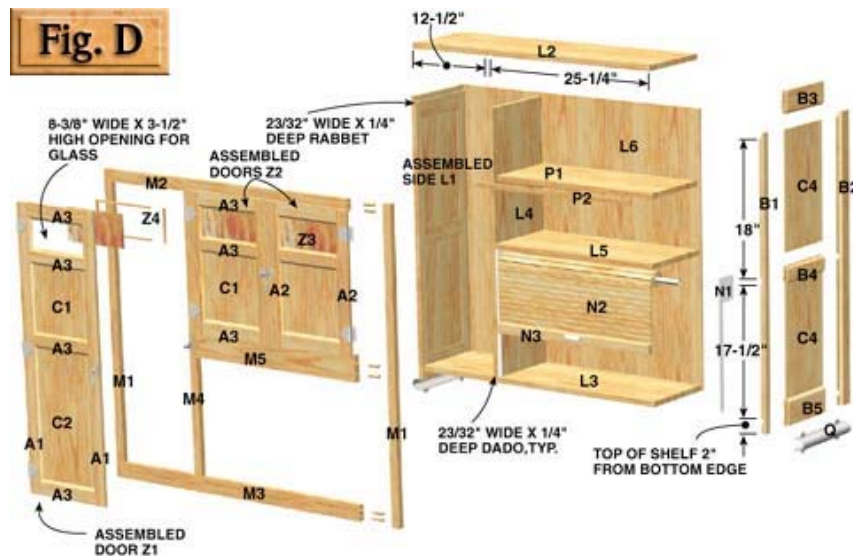 Fig. D
12-1/2"
L2
25-1/4"
8-3/8" WIDE X 3-1/2"
HIGH OPENING FOR
GLASS
23/32" WIDE X 1/4"
DEEP RABBET
ASSEMBLED
DOORS Z2
ASSEMBLED
SIDE L1
L6
B3
M2
P1
P2
A3
Z4
A3
Z3
L4
C4
B1
B2
18"
A3
A3
L5
C1
C1
A2
A2
N2
N1
B4
A3
A3
M5
N3
17-1/2"
C4
M1
M4
L3
C2
M1
B5
A1
A1
23/32" WIDE X 1/4"
DEEP DADO, TYP.
TOP OF SHELF 2"
FROM BOTTOM EDGE
Q
A3
M3
ASSEMBLED
DOOR Z1